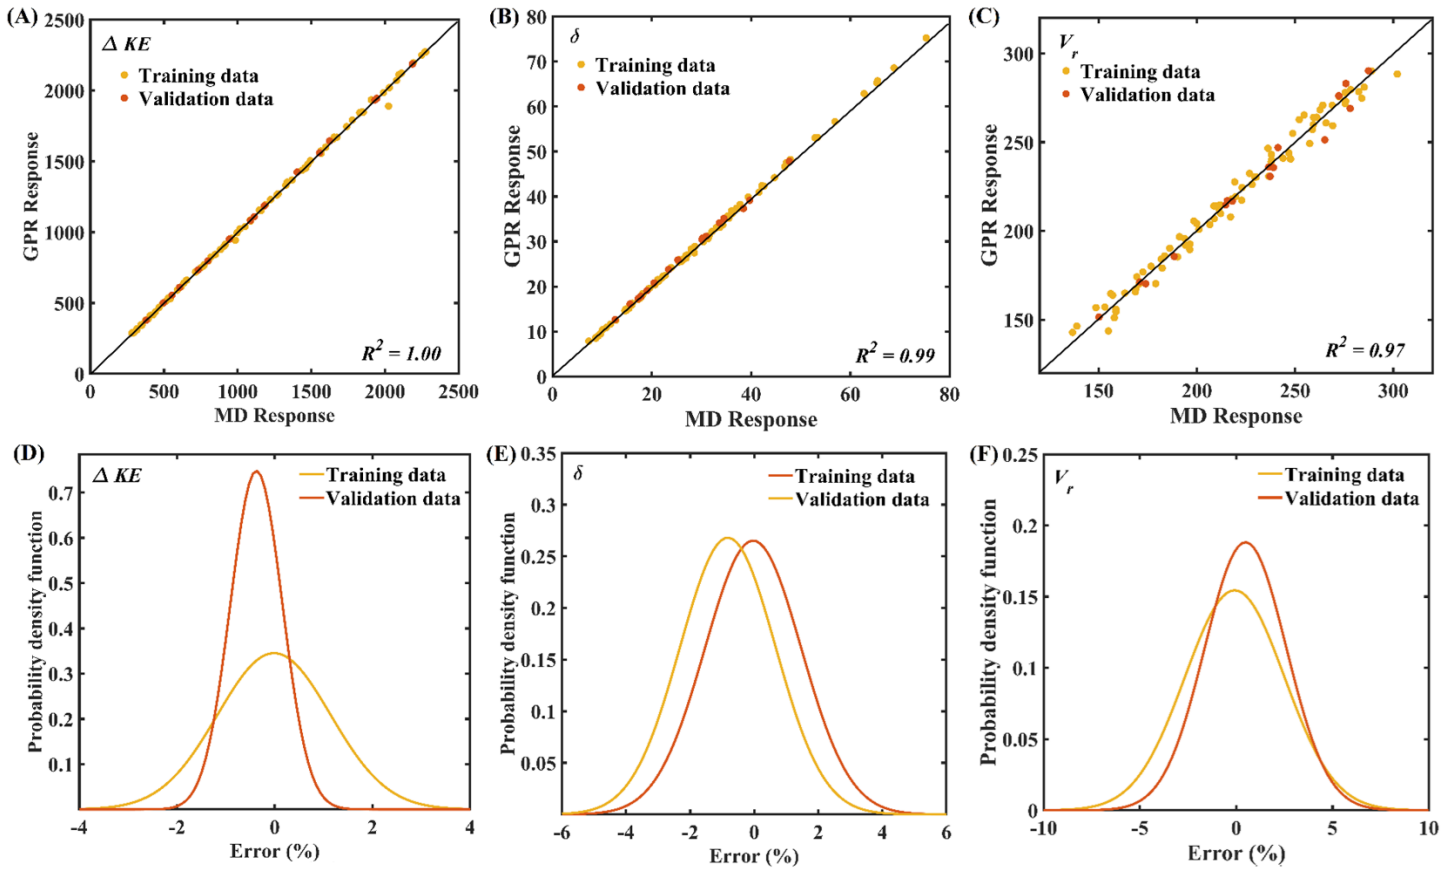 (A)
Δ KE
Training data
Validation data
R² = 1.00
GPR Response
2500
2000
1500
1000
500
0
0 500 1000 1500 2000 2500
MD Response
(B)
δ
Training data
Validation data
R² = 0.99
GPR Response
80
70
60
50
40
30
20
10
0
0 20 40 60 80
MD Response
(C)
Vr
Training data
Validation data
R² = 0.97
GPR Response
300
250
200
150
150 200 250 300
MD Response
(D)
Δ KE
Training data
Validation data
Probability density function
0.7
0.6
0.5
0.4
0.3
0.2
0.1
-4 -2 0 2 4
Error (%)
(E)
δ
Training data
Validation data
Probability density function
0.35
0.3
0.25
0.2
0.15
0.1
0.05
-6 -4 -2 0 2 4 6
Error (%)
(F)
Vr
Training data
Validation data
Probability density function
0.25
0.2
0.15
0.1
0.05
0
-10 -5 0 5 10
Error (%)